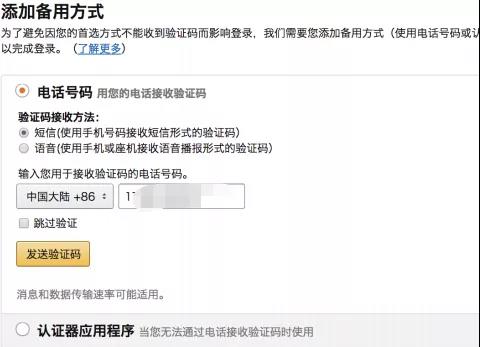 添加备用方式
为了避免因您的首选方式不能收到验证码而影响登录，我们需要您添加备用方式（使用电话号码或认
以完成登录。（了解更多）
电话号码 用您的电话接收验证码
验证码接收方法：
短信(使用手机号码接收短信形式的验证码)
语音(使用手机或座机接收语音播报形式的验证码)
输入您用于接收验证码的电话号码。
中国大陆 +86 1
跳过验证
发送验证码
消息和数据传输速率可能适用。
认证器应用程序 当您无法通过电话接收验证码时使用